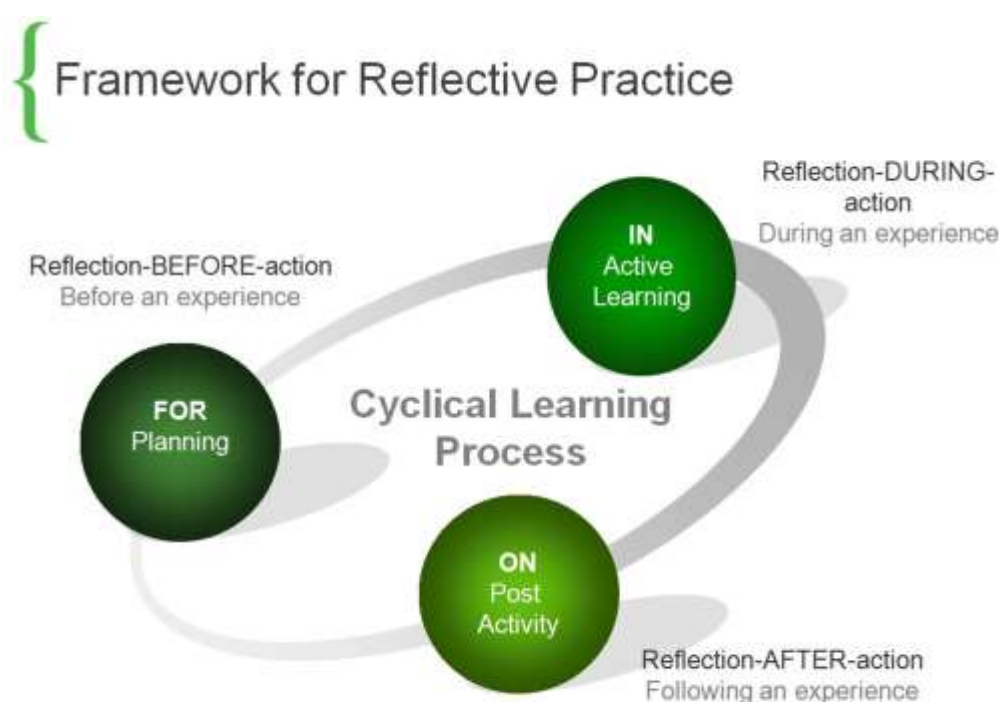 Framework for Reflective Practice
Reflection-BEFORE-action
Before an experience
FOR
Planning
IN
Active
Learning
Reflection-DURING-
action
During an experience
Cyclical Learning
Process
ON
Post
Activity
Reflection-AFTER-action
Following an experience